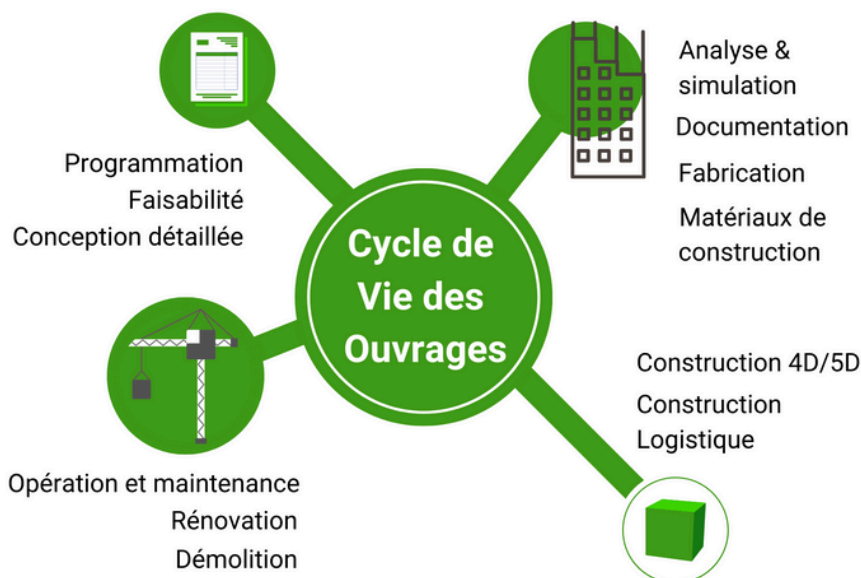 Programmation
Faisabilité
Conception détaillée
Analyse &
simulation
Documentation
Fabrication
Matériaux de
construction
Cycle de
Vie des
Ouvrages
Construction 4D/5D
Construction
Logistique
Opération et maintenance
Rénovation
Démolition